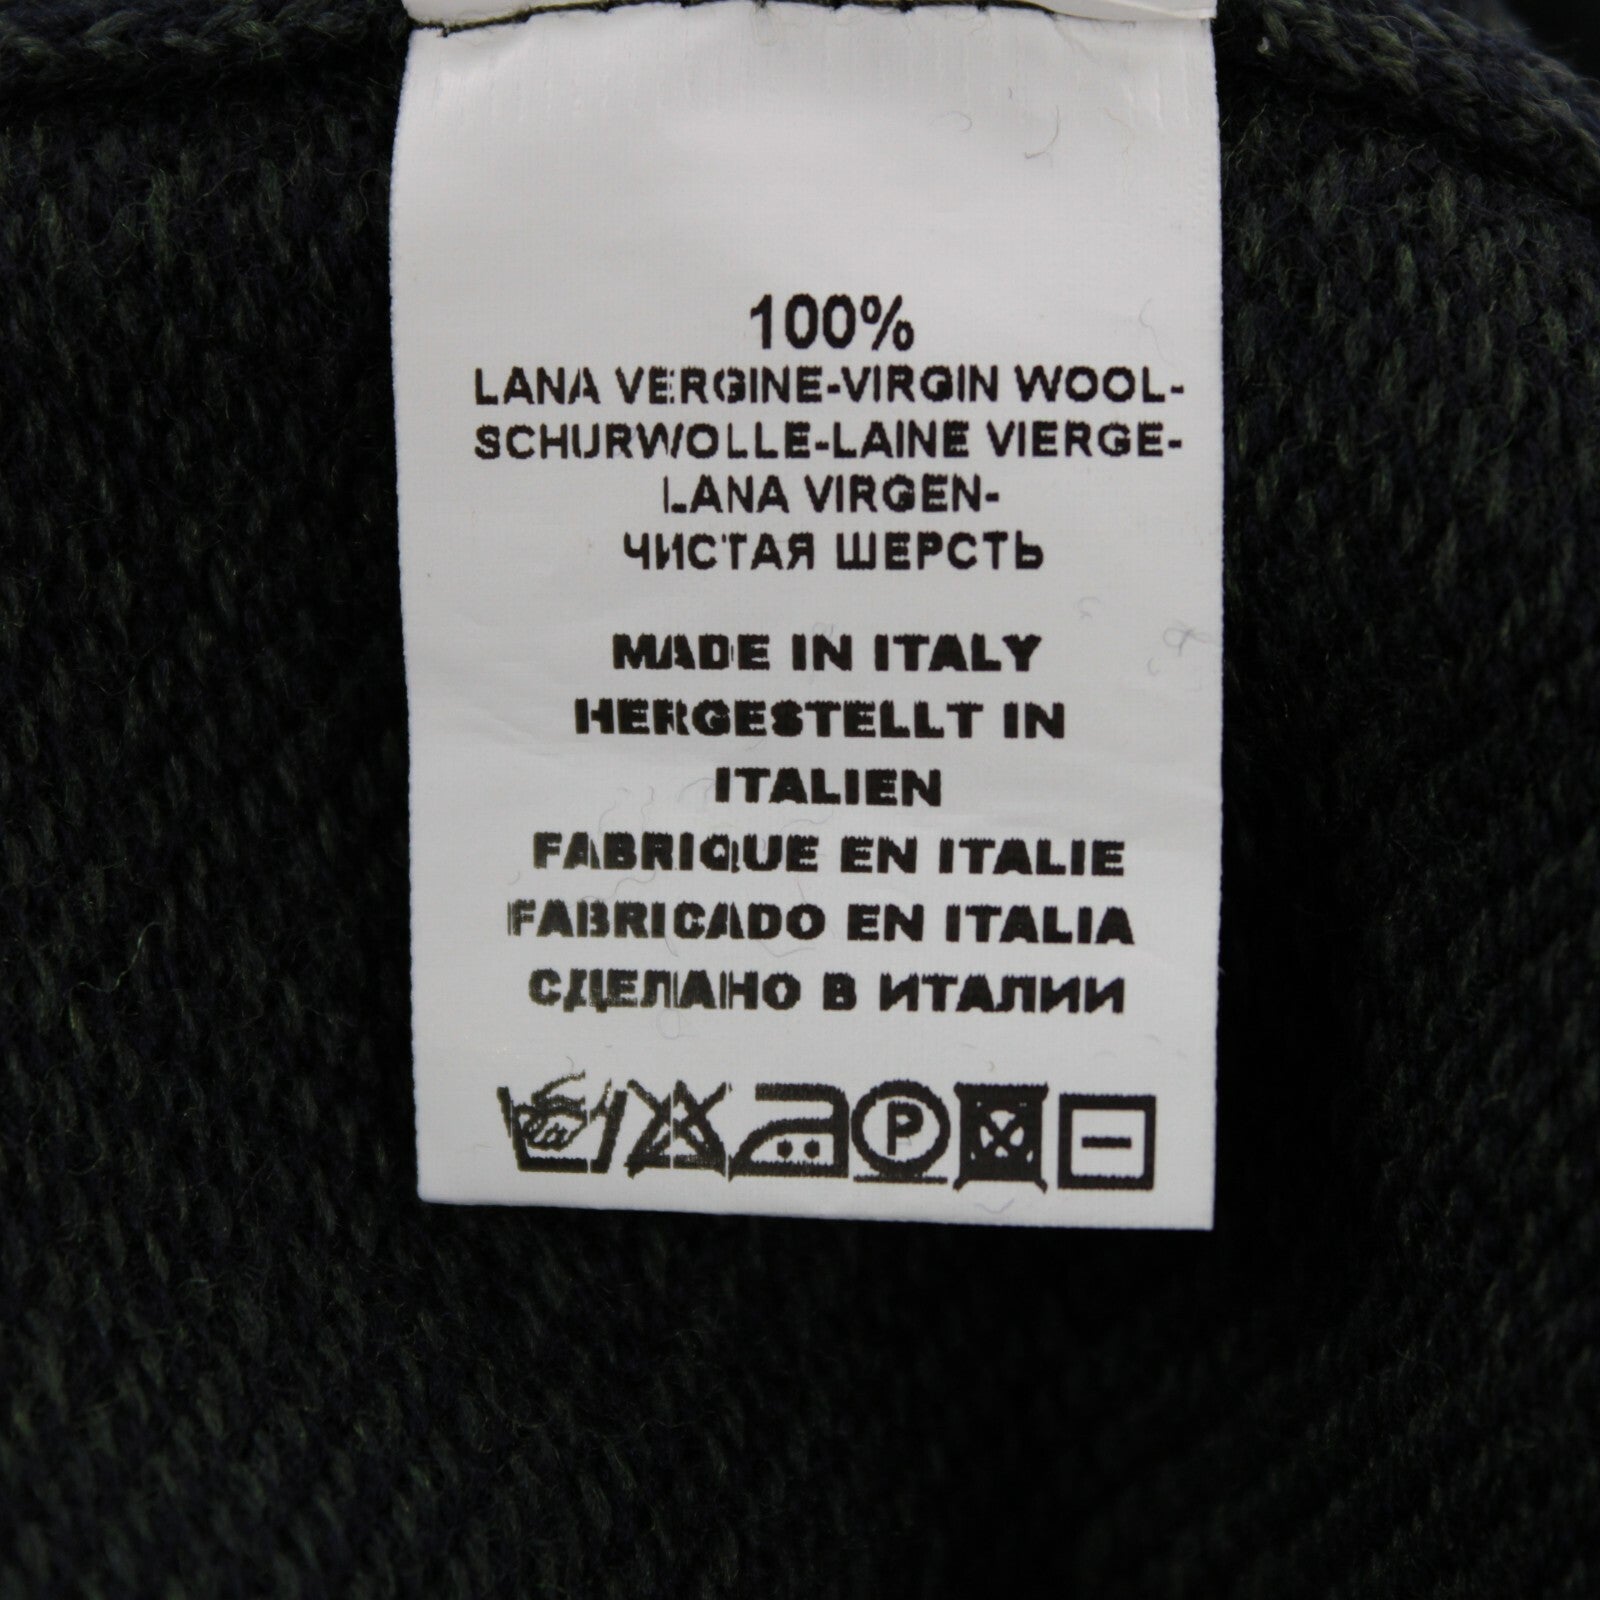 100%
LANA VERGINE-VIRGIN WOOL-
SCHURWOLLE-LAINE VIERGE-
LANA VIRGEN-
ЧИСТАЯ ШЕРСТЬ
MADE IN ITALY
HERGESTELLT IN
ITALIEN
FABRIQUE EN ITALIE
FABRICADO EN ITALIA
СДЕЛАНО В ИТАЛИИ
P